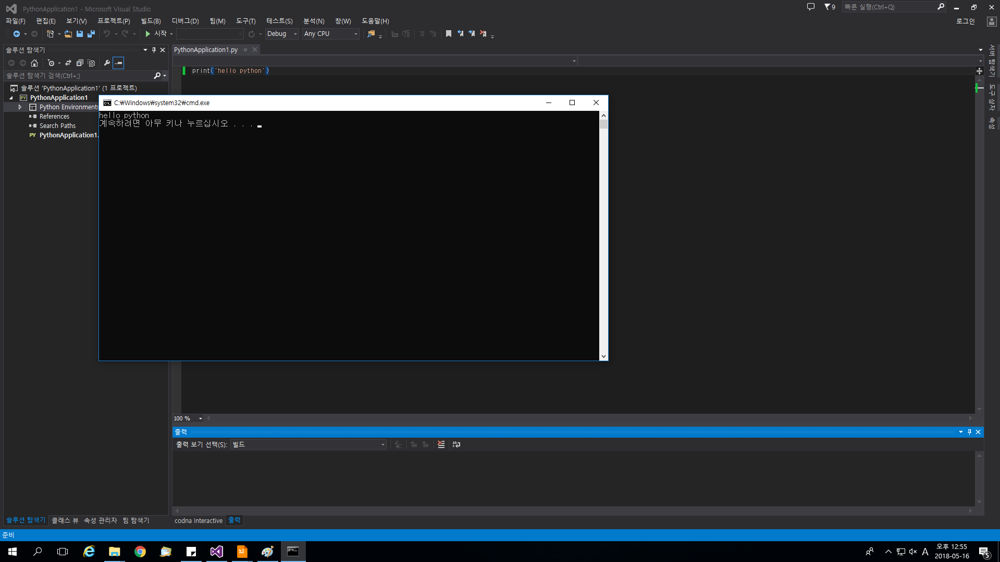 PythonApplication1 - Microsoft Visual Studio
9
빠른 실행(Ctrl+Q)
파일(F) 편집(E) 보기(V) 프로젝트(P) 빌드(B) 디버그(D) 팀(M) 도구(T) 테스트(S) 분석(N) 창(W) 도움말(H)
로그인
시작
Debug
Any CPU
솔루션 탐색기
솔루션 탐색기 검색(Ctrl+;)
솔루션 'PythonApplication1' (1 프로젝트)
PY PythonApplication1
Python Environments
References
Search Paths
PY PythonApplication1.
PythonApplication1.py
print('hello python')
C:₩Windows₩system32₩cmd.exe
hello python
계속하려면 아무 키나 누르십시오 . . .
서버 탐색기
도구 상자
속성
100 %
출력
출력 보기 선택(S): 빌드
솔루션 탐색기 클래스 뷰 속성 관리자 팀 탐색기
codna Interactive 출력
준비
A
오후 12:55
2018-05-16
5